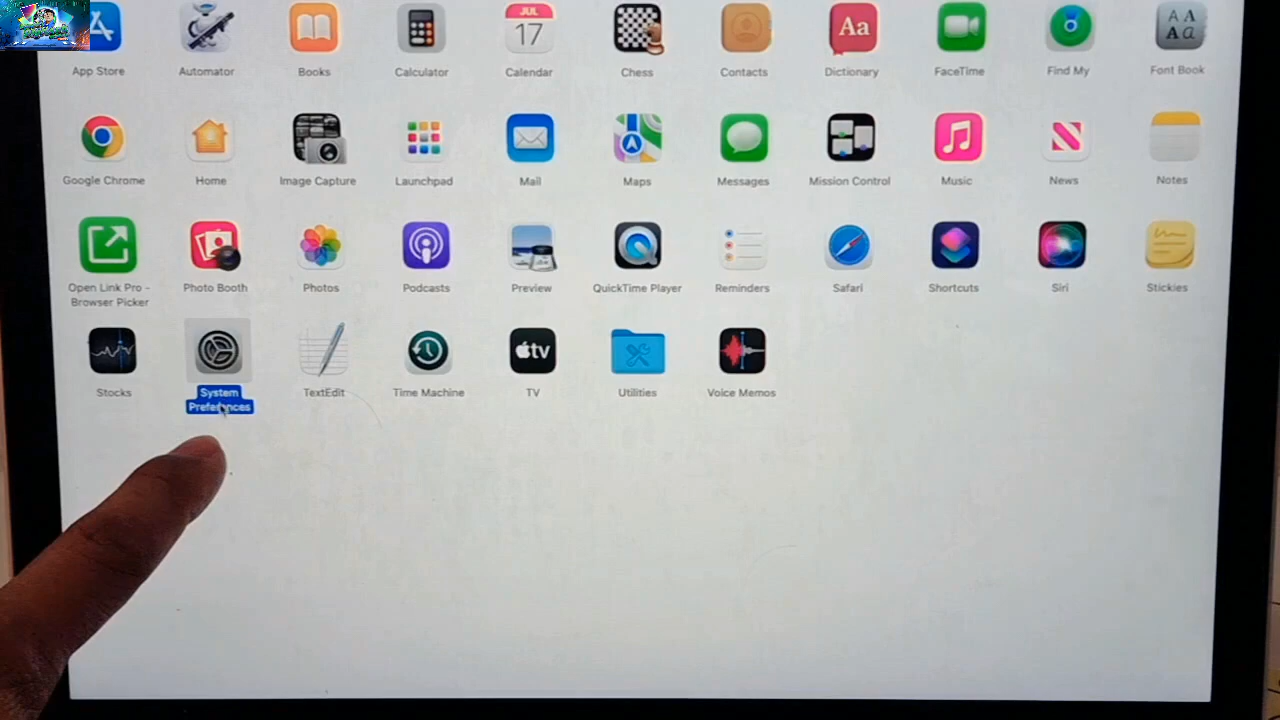 App Store
Automator
Books
Calculator
JUL
17
Calendar
Chess
Contacts
Aa
Dictionary
FaceTime
Find My
A A
A a
Font Book
Google Chrome
Home
Image Capture
Launchpad
Mail
Maps
Messages
Mission Control
Music
News
Notes
Open Link Pro -
Browser Picker
Photo Booth
Photos
Podcasts
Preview
QuickTime Player
Reminders
Safari
Shortcuts
Siri
Stickies
Stocks
System
Preferences
TextEdit
Time Machine
tv
TV
Utilities
Voice Memos